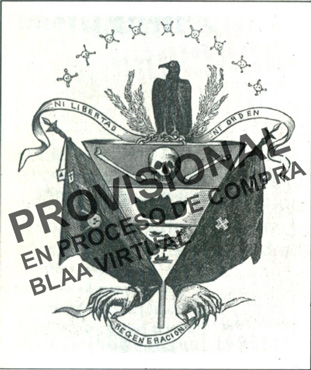 NI LIBERTAD
NI ORDEN
PROVISIONAL
EN PROCESO DE COMPRA
BLAA VIRTUAL
REGENERACION